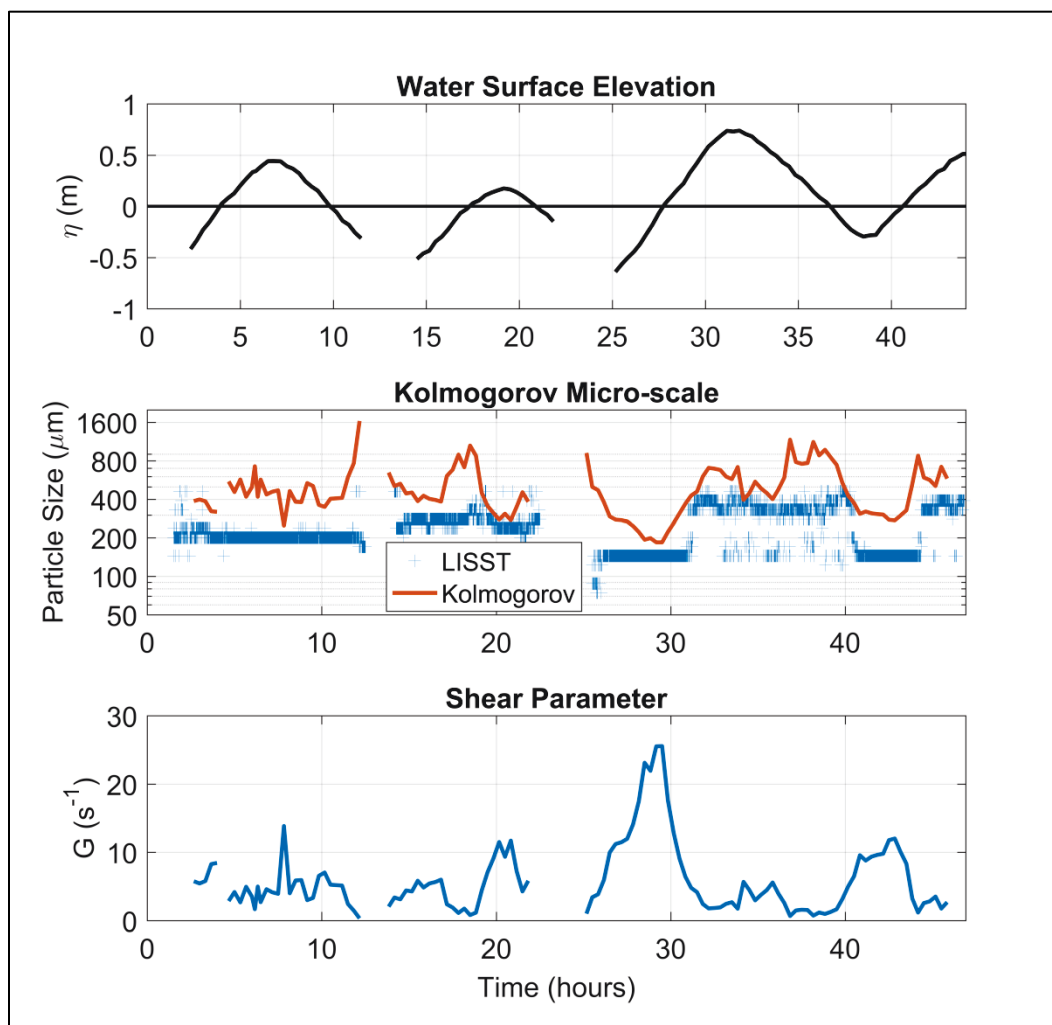 Water Surface Elevation
1
0.5
0
-0.5
-1
η (m)
0 5 10 15 20 25 30 35 40
Kolmogorov Micro-scale
1600
800
400
200
100
50
Particle Size (μm)
LISST
Kolmogorov
0 10 20 30 40
Shear Parameter
30
20
10
0
G (s⁻¹)
0 10 20 30 40
Time (hours)